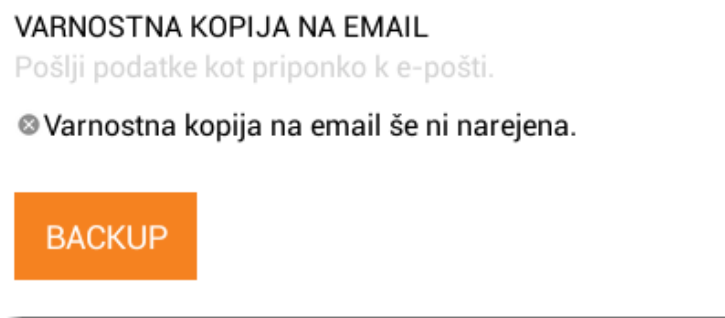 VARNOSTNA KOPIJA NA EMAIL
Pošlji podatke kot priponko k e-pošti.
Varnostna kopija na email še ni narejena.
BACKUP